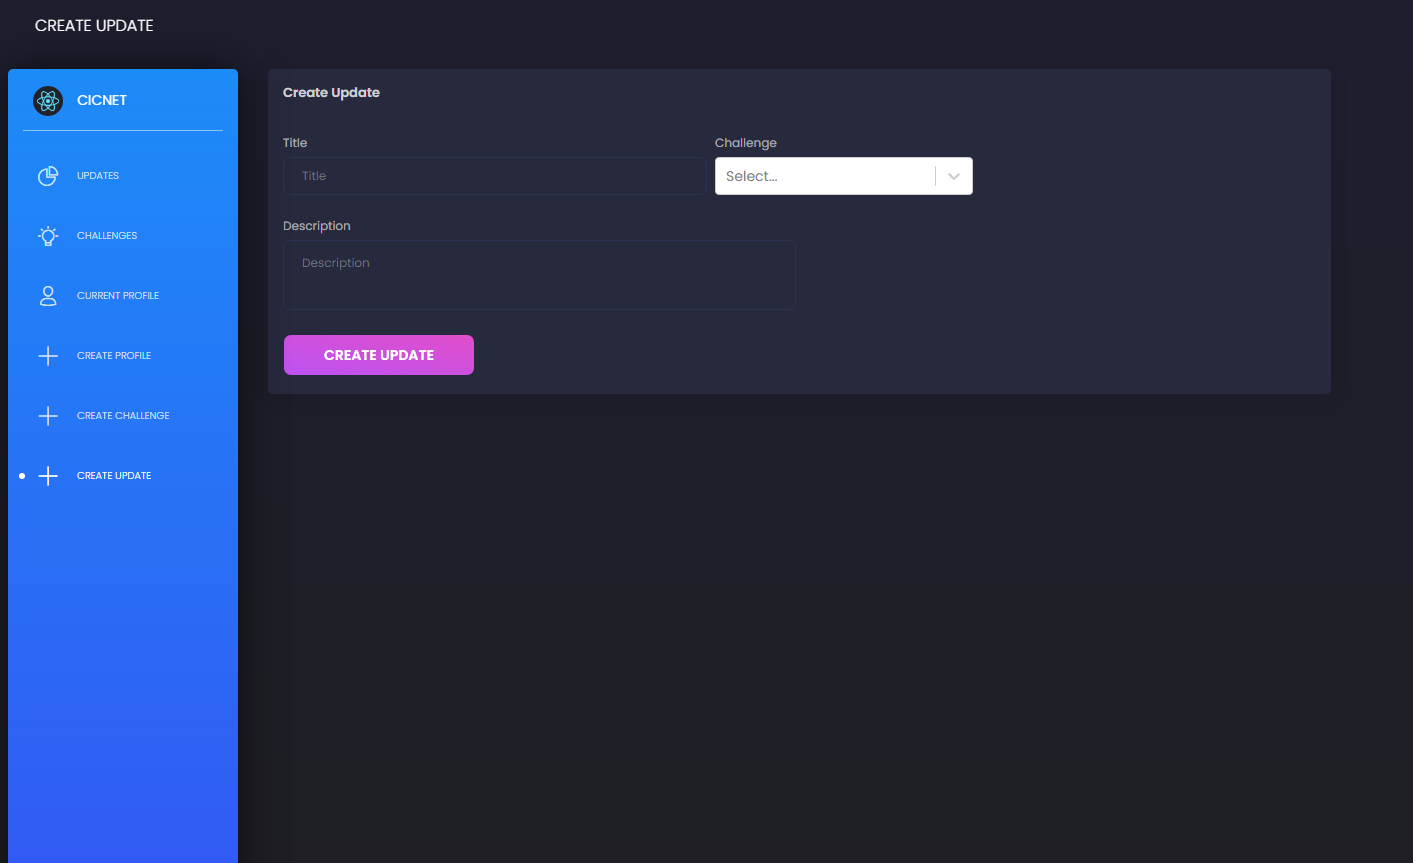 CREATE UPDATE
CICNET
UPDATES
CHALLENGES
CURRENT PROFILE
CREATE PROFILE
CREATE CHALLENGE
CREATE UPDATE
Create Update
Title
Challenge
Title
Select...
Description
Description
CREATE UPDATE